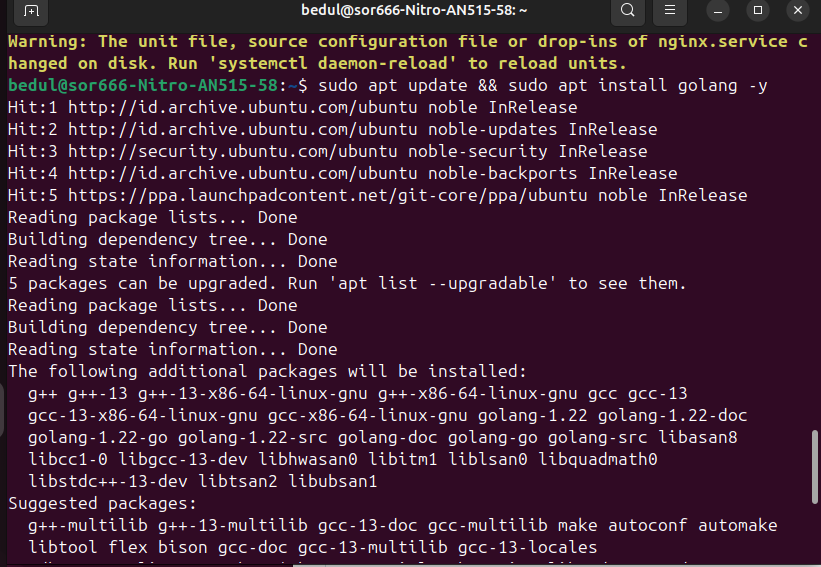 bedul@sor666-Nitro-AN515-58: ~
Warning: The unit file, source configuration file or drop-ins of nginx.service c
hanged on disk. Run 'systemctl daemon-reload' to reload units.
bedul@sor666-Nitro-AN515-58:~$ sudo apt update && sudo apt install golang -y
Hit:1 http://id.archive.ubuntu.com/ubuntu noble InRelease
Hit:2 http://id.archive.ubuntu.com/ubuntu noble-updates InRelease
Hit:3 http://security.ubuntu.com/ubuntu noble-security InRelease
Hit:4 http://id.archive.ubuntu.com/ubuntu noble-backports InRelease
Hit:5 https://ppa.launchpadcontent.net/git-core/ppa/ubuntu noble InRelease
Reading package lists... Done
Building dependency tree... Done
Reading state information... Done
5 packages can be upgraded. Run 'apt list --upgradable' to see them.
Reading package lists... Done
Building dependency tree... Done
Reading state information... Done
The following additional packages will be installed:
  g++ g++-13 g++-13-x86-64-linux-gnu g++-x86-64-linux-gnu gcc gcc-13
  gcc-13-x86-64-linux-gnu gcc-x86-64-linux-gnu golang-1.22 golang-1.22-doc
  golang-1.22-go golang-1.22-src golang-doc golang-go golang-src libasan8
  libcc1-0 libgcc-13-dev libhwasan0 libitm1 liblsan0 libquadmath0
  libstdc++-13-dev libtsan2 libubsan1
Suggested packages:
  g++-multilib g++-13-multilib gcc-13-doc gcc-multilib make autoconf automake
  libtool flex bison gcc-doc gcc-13-multilib gcc-13-locales